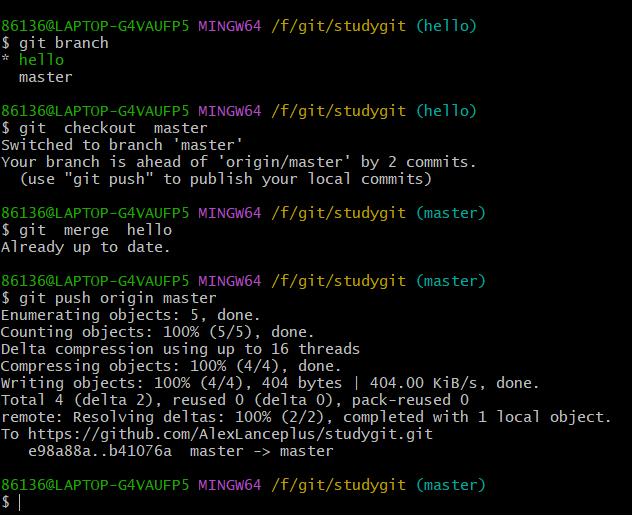 86136@LAPTOP-G4VAUFP5 MINGW64 /f/git/studygit (hello)
$ git branch
* hello
  master
86136@LAPTOP-G4VAUFP5 MINGW64 /f/git/studygit (hello)
$ git  checkout  master
Switched to branch 'master'
Your branch is ahead of 'origin/master' by 2 commits.
  (use "git push" to publish your local commits)
86136@LAPTOP-G4VAUFP5 MINGW64 /f/git/studygit (master)
$ git  merge  hello
Already up to date.
86136@LAPTOP-G4VAUFP5 MINGW64 /f/git/studygit (master)
$ git push origin master
Enumerating objects: 5, done.
Counting objects: 100% (5/5), done.
Delta compression using up to 16 threads
Compressing objects: 100% (4/4), done.
Writing objects: 100% (4/4), 404 bytes | 404.00 KiB/s, done.
Total 4 (delta 2), reused 0 (delta 0), pack-reused 0
remote: Resolving deltas: 100% (2/2), completed with 1 local object.
To https://github.com/AlexLanceplus/studygit.git
   e98a88a..b41076a  master -> master
86136@LAPTOP-G4VAUFP5 MINGW64 /f/git/studygit (master)
$